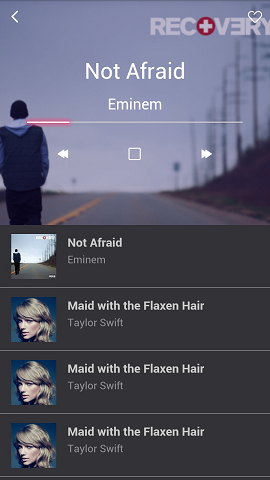 RECOVERY
Not Afraid
Eminem
Not Afraid
Eminem
Maid with the Flaxen Hair
Taylor Swift
Maid with the Flaxen Hair
Taylor Swift
Maid with the Flaxen Hair
Taylor Swift